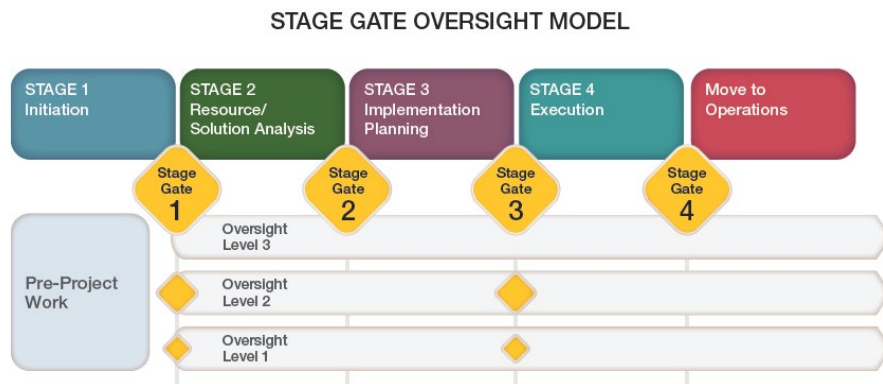 STAGE GATE OVERSIGHT MODEL
STAGE 1
Initiation
STAGE 2
Resource/
Solution Analysis
STAGE 3
Implementation
Planning
STAGE 4
Execution
Move to
Operations
Stage
Gate
1
Stage
Gate
2
Stage
Gate
3
Stage
Gate
4
Pre-Project
Work
Oversight
Level 3
Oversight
Level 2
Oversight
Level 1